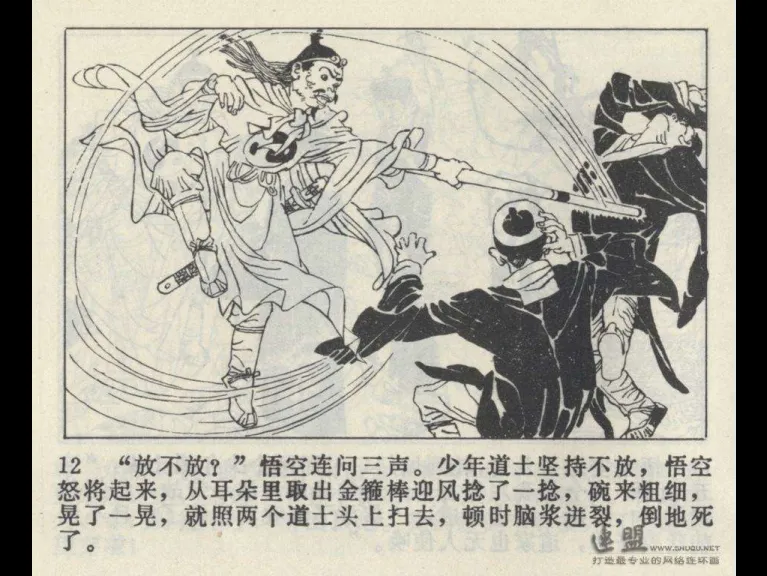 12 “放不放？”悟空连问三声。少年道士坚持不放，悟空
怒将起来，从耳朵里取出金箍棒迎风捻了一捻，碗来粗细，
晃了一晃，就照两个道士头上扫去，顿时脑浆迸裂，倒地死
了。
连盟 WWW.SHUQU.NET
打造最专业的网络连环画